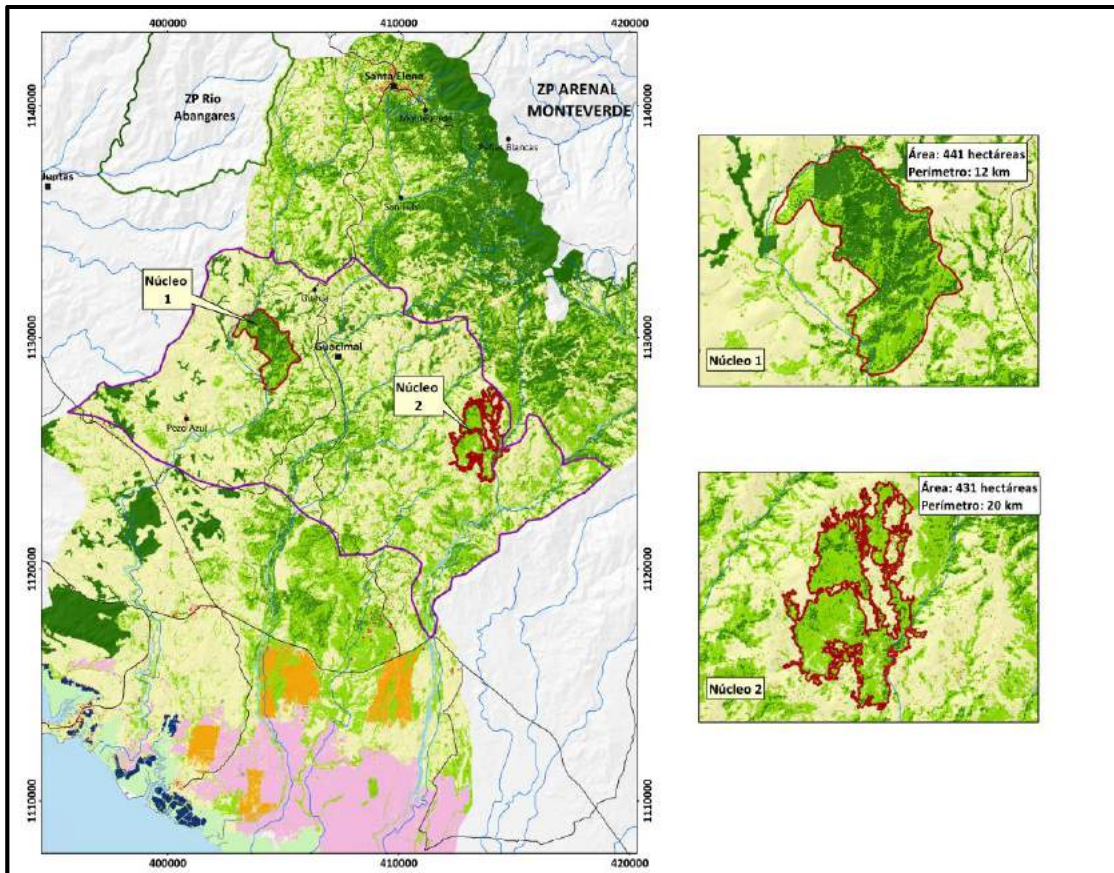 400000
410000
420000
Santa Elena
ZP Río
Abangares
ZP ARENAL
MONTEVERDE
Monteverde
Peñas Blancas
Juntas
San Luis
Núcleo
1
Guacimal
Núcleo
2
Pozo Azul
1140000
1130000
1120000
1110000
1140000
1130000
1120000
1110000
400000
410000
420000
Área: 441 hectáreas
Perímetro: 12 km
Núcleo 1
Área: 431 hectáreas
Perímetro: 20 km
Núcleo 2